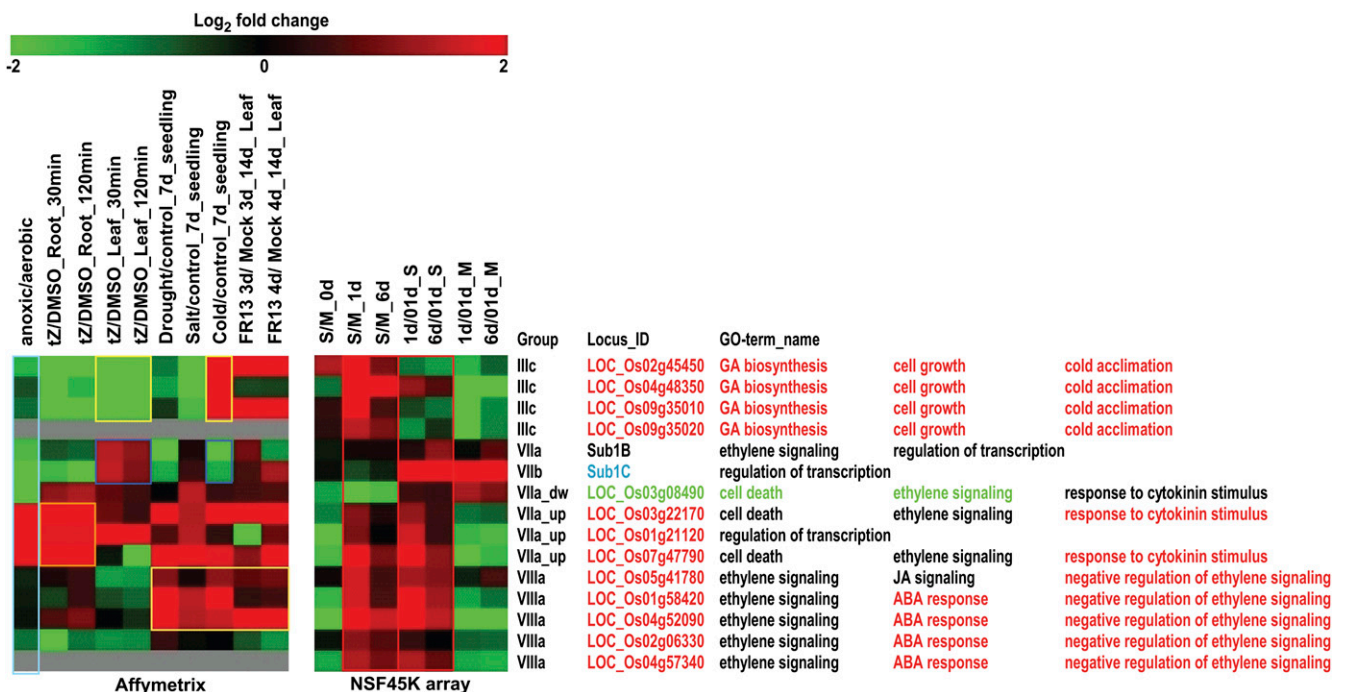 Log2 fold change
-2 0 2
anoxic/aerobic
tZ/DMSO_Root_30min
tZ/DMSO_Root_120min
tZ/DMSO_Leaf_30min
tZ/DMSO_Leaf_120min
Drought/control_7d_seedling
Salt/control_7d_seedling
Cold/control_7d_seedling
FR13 3d/ Mock 3d_14d_ Leaf
FR13 4d/ Mock 4d_14d_ Leaf
S/M_0d
S/M_1d
S/M_6d
1d/01d_S
6d/01d_S
1d/01d_M
6d/01d_M
Group Locus_ID GO-term_name
IIIc LOC_Os02g45450 GA biosynthesis cell growth cold acclimation
IIIc LOC_Os04g48350 GA biosynthesis cell growth cold acclimation
IIIc LOC_Os09g35010 GA biosynthesis cell growth cold acclimation
IIIc LOC_Os09g35020 GA biosynthesis cell growth cold acclimation
VIIa Sub1B ethylene signaling regulation of transcription
VIIb Sub1C regulation of transcription
VIIa_dw LOC_Os03g08490 cell death ethylene signaling response to cytokinin stimulus
VIIa_up LOC_Os03g22170 cell death ethylene signaling response to cytokinin stimulus
VIIa_up LOC_Os01g21120 regulation of transcription
VIIa_up LOC_Os07g47790 cell death ethylene signaling response to cytokinin stimulus
VIIIa LOC_Os05g41780 ethylene signaling JA signaling negative regulation of ethylene signaling
VIIIa LOC_Os01g58420 ethylene signaling ABA response negative regulation of ethylene signaling
VIIIa LOC_Os04g52090 ethylene signaling ABA response negative regulation of ethylene signaling
VIIIa LOC_Os02g06330 ethylene signaling ABA response negative regulation of ethylene signaling
VIIIa LOC_Os04g57340 ethylene signaling ABA response negative regulation of ethylene signaling
Affymetrix NSF45K array